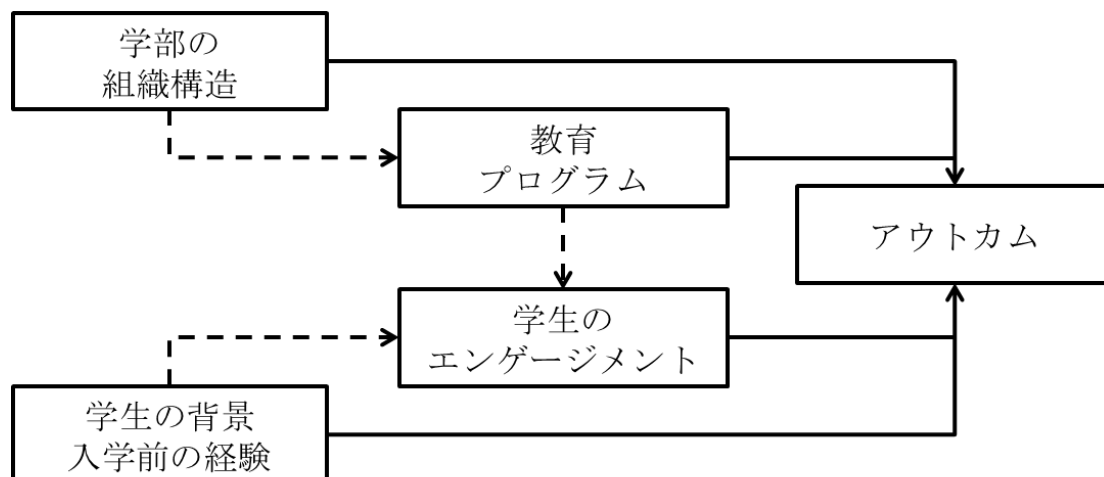 学部の
組織構造
教育
プログラム
アウトカム
学生の
エンゲージメント
学生の背景
入学前の経験